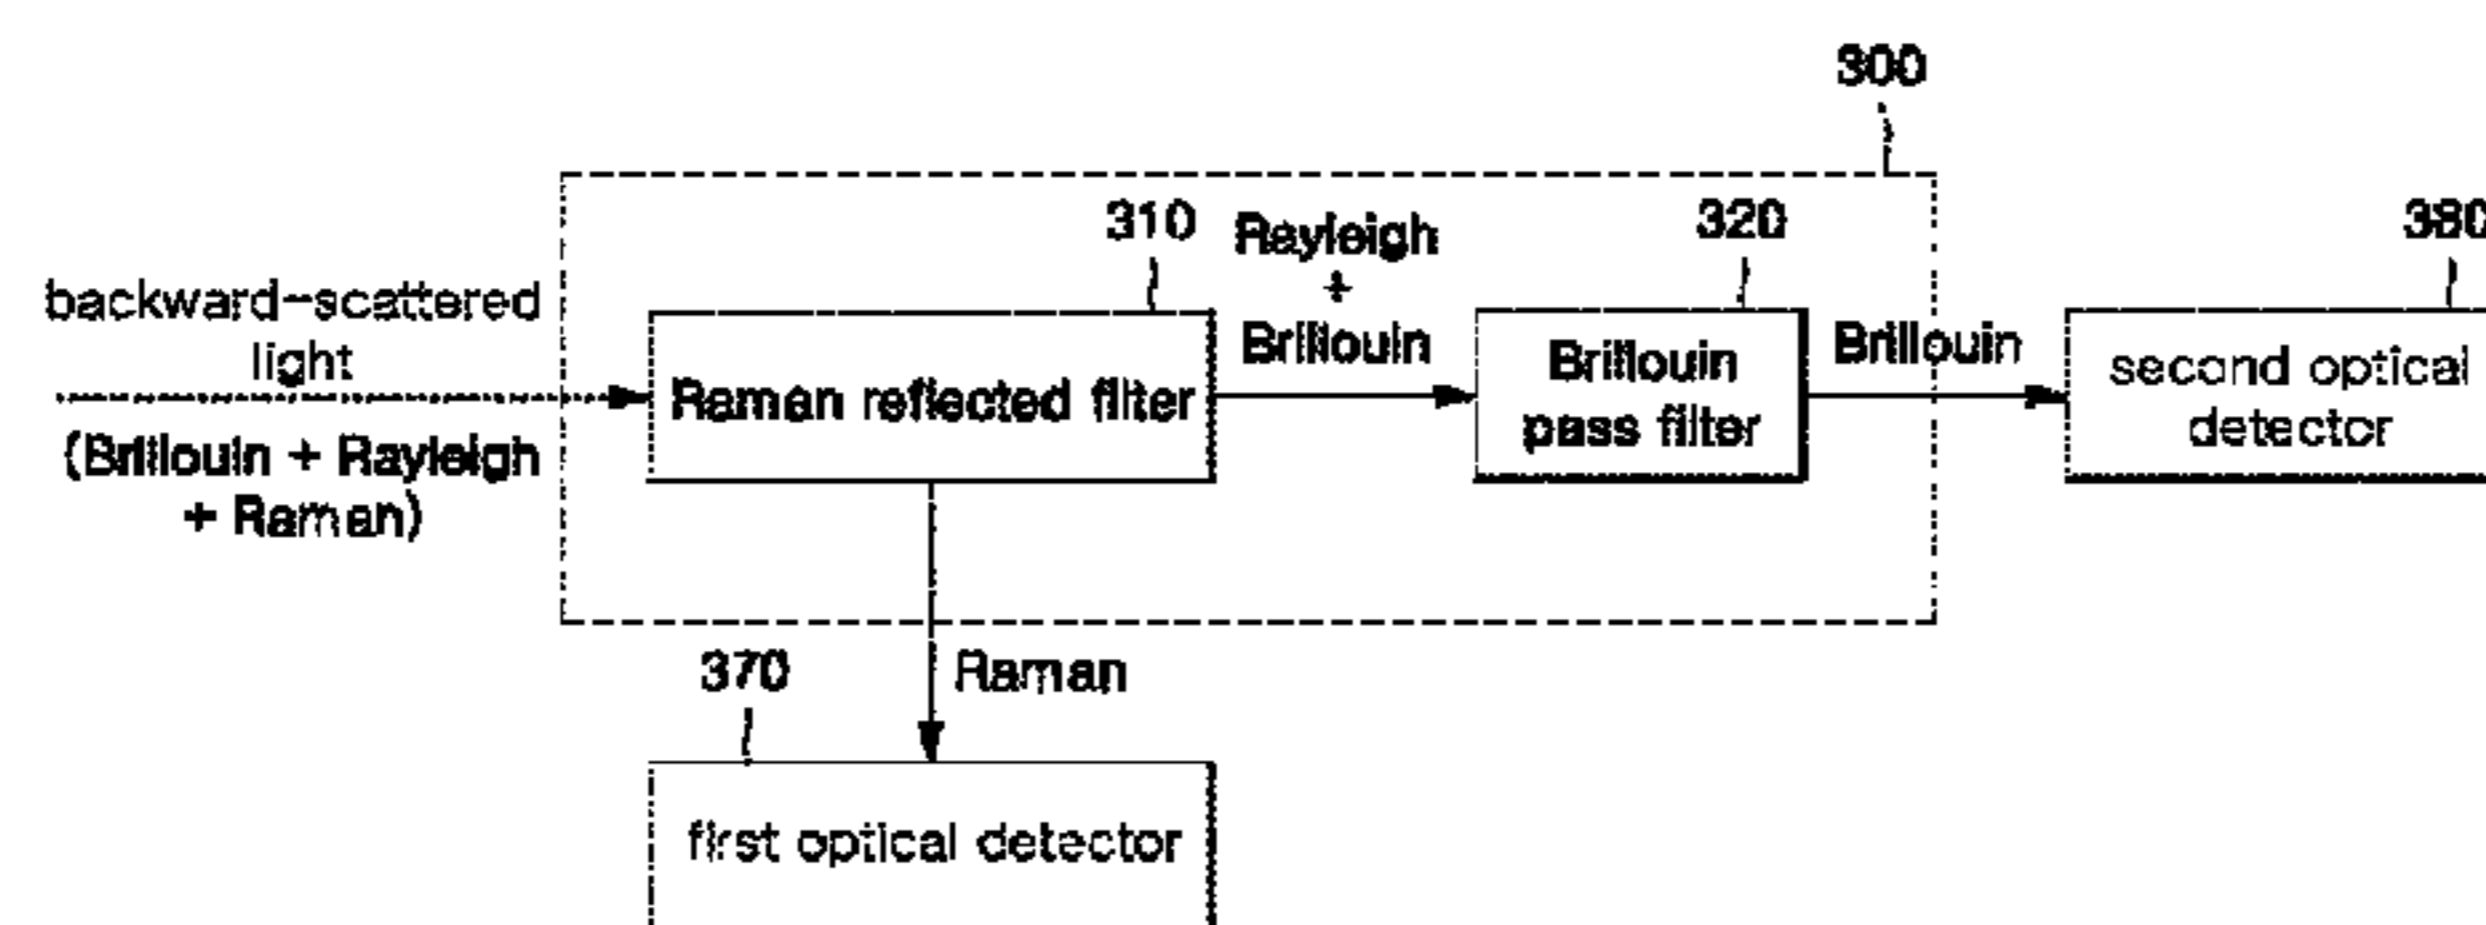 300
310
Rayleigh
+
Brillouin
320
380
backward-scattered
light
(Brillouin + Rayleigh
+ Raman)
Raman reflected filter
Brillouin
pass filter
Brillouin
second optical
detector
370
Raman
first optical detector